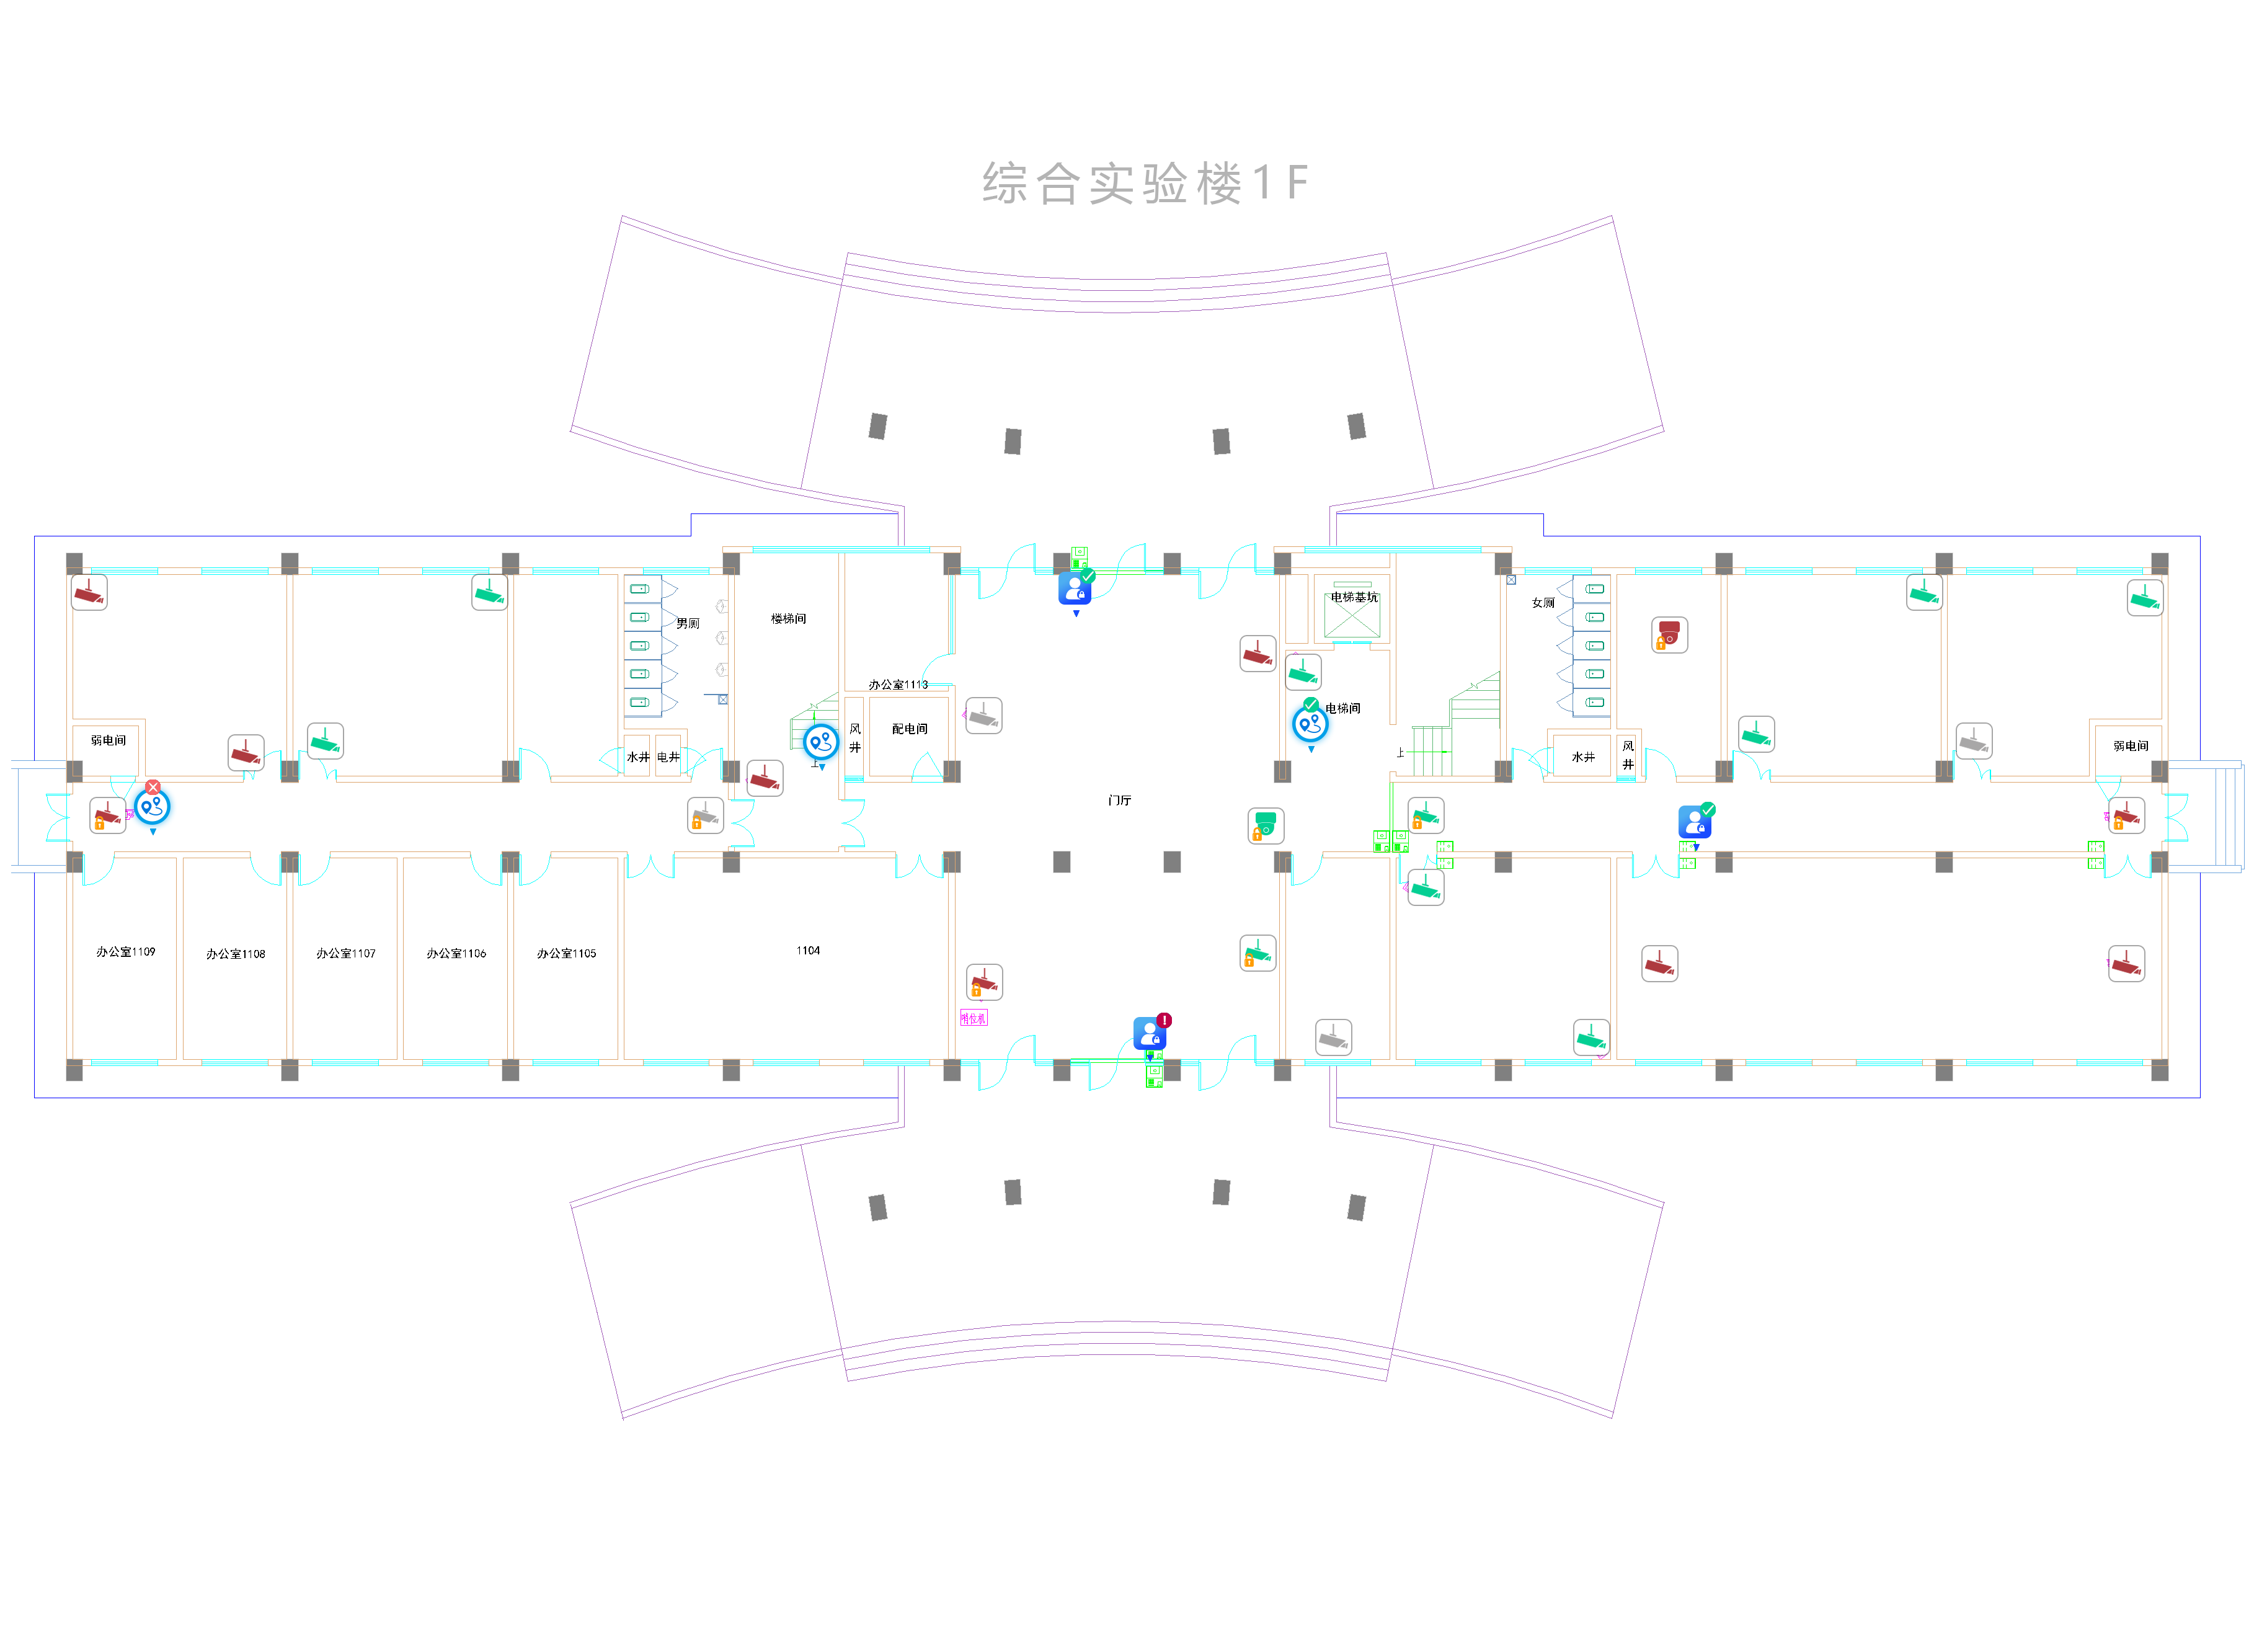 综合实验楼1F
电梯基坑
女厕
楼梯间
男厕
办公室1113
电梯间
风井
配电间
弱电间
水井
电井
上
上
水井
风井
弱电间
门厅
办公室1109
办公室1108
办公室1107
办公室1106
办公室1105
1104
哨位机